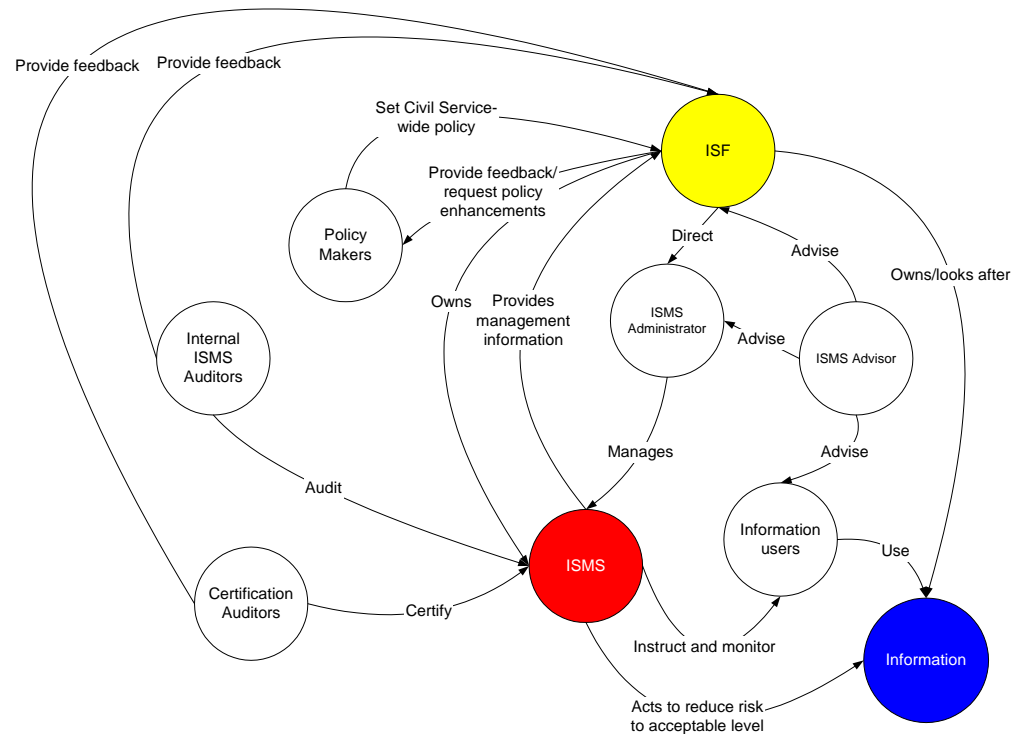 Provide feedback
Provide feedback
Set Civil Service-
wide policy
ISF
Provide feedback/
request policy
enhancements
Policy
Makers
Direct
Advise
Owns/looks after
Owns
Provides
management
information
ISMS
Administrator
Advise
ISMS Advisor
Internal
ISMS
Auditors
Manages
Advise
Audit
Information
users
Use
ISMS
Certification
Auditors
Certify
Instruct and monitor
Information
Acts to reduce risk
to acceptable level